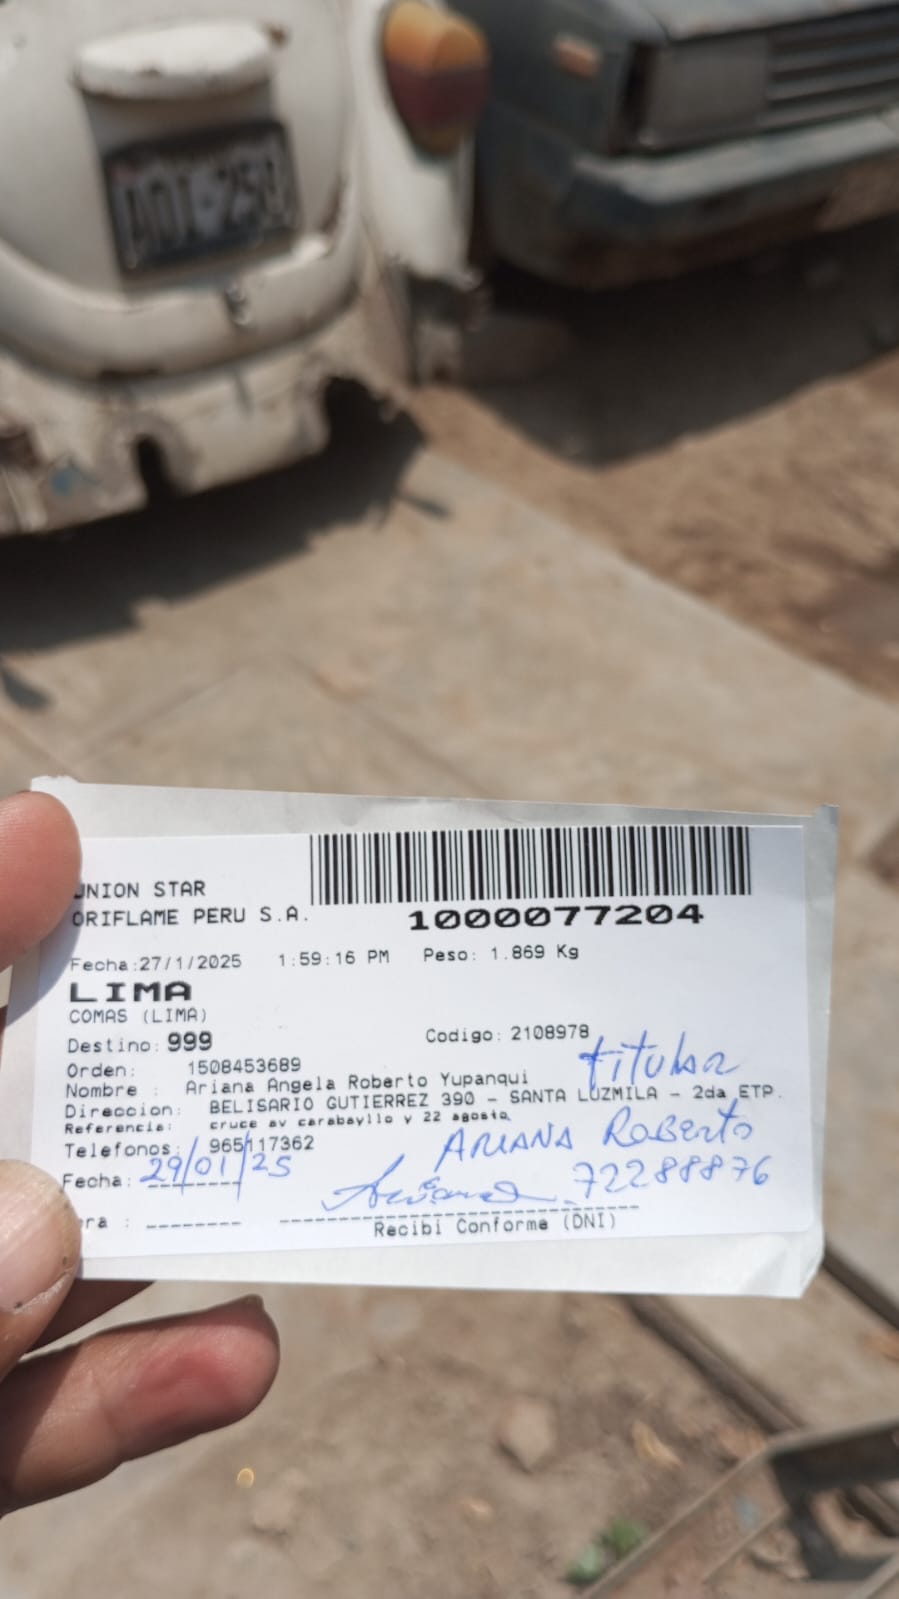 UNION STAR
ORIFLAME PERU S.A.
1000077204
Fecha:27/1/2025 1:59:16 PM Peso: 1.869 Kg
LIMA
COMAS (LIMA)
Destino: 999 Codigo: 2108978
titular
Orden: 1508453689
Nombre : Ariana Angela Roberto Yupanqui
Direccion: BELISARIO GUTIERREZ 390 - SANTA LUZMILA - 2da ETP.
Referencia: cruce av carabayllo y 22 agosto
Telefonos: 965117362
ARIANA Roberto
Fecha: 29/01/25
72288876
ra :
Recibi Conforme (DNI)